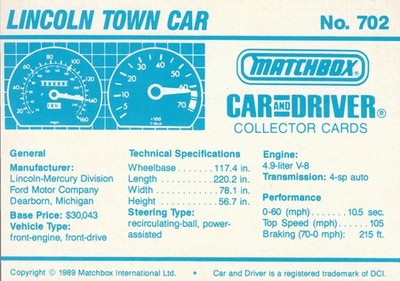 LINCOLN TOWN CAR
No. 702
MATCHBOX
CAR AND DRIVER®
COLLECTOR CARDS
General
Manufacturer:
Lincoln-Mercury Division
Ford Motor Company
Dearborn, Michigan
Base Price: $30,043
Vehicle Type:
front-engine, front-drive
Technical Specifications
Wheelbase . . . . . . . 117.4 in.
Length . . . . . . . . . . 220.2 in.
Width . . . . . . . . . . . 78.1 in.
Height . . . . . . . . . . . 56.7 in.
Steering Type:
recirculating-ball, power-
assisted
Engine:
4.9-liter V-8
Transmission: 4-sp auto
Performance
0-60 (mph) . . . . . . . 10.5 sec.
Top Speed (mph) . . . . . 105
Braking (70-0 mph): 215 ft.
Copyright © 1989 Matchbox International Ltd. • Car and Driver is a registered trademark of DCI.